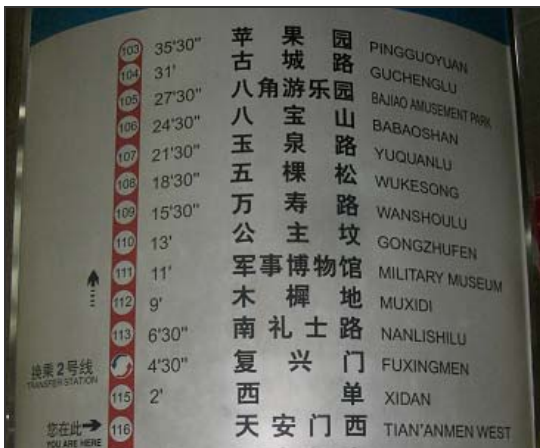 103 35'30" 苹果园 PINGGUOYUAN
104 31' 古城路 GUCHENGLU
105 27'30" 八角游乐园 BAJIAO AMUSEMENT PARK
106 24'30" 八宝山 BABAOSHAN
107 21'30" 玉泉路 YUQUANLU
108 18'30" 五棵松 WUKESONG
109 15'30" 万寿路 WANSHOULU
110 13' 公主坟 GONGZHUFEN
111 11' 军事博物馆 MILITARY MUSEUM
112 9' 木樨地 MUXIDI
113 6'30" 南礼士路 NANLISHILU
换乘2号线 4'30" 复兴门 FUXINGMEN
TRANSFER STATION
115 2' 西单 XIDAN
您在此 116 天安门西 TIAN'ANMEN WEST
YOU ARE HERE